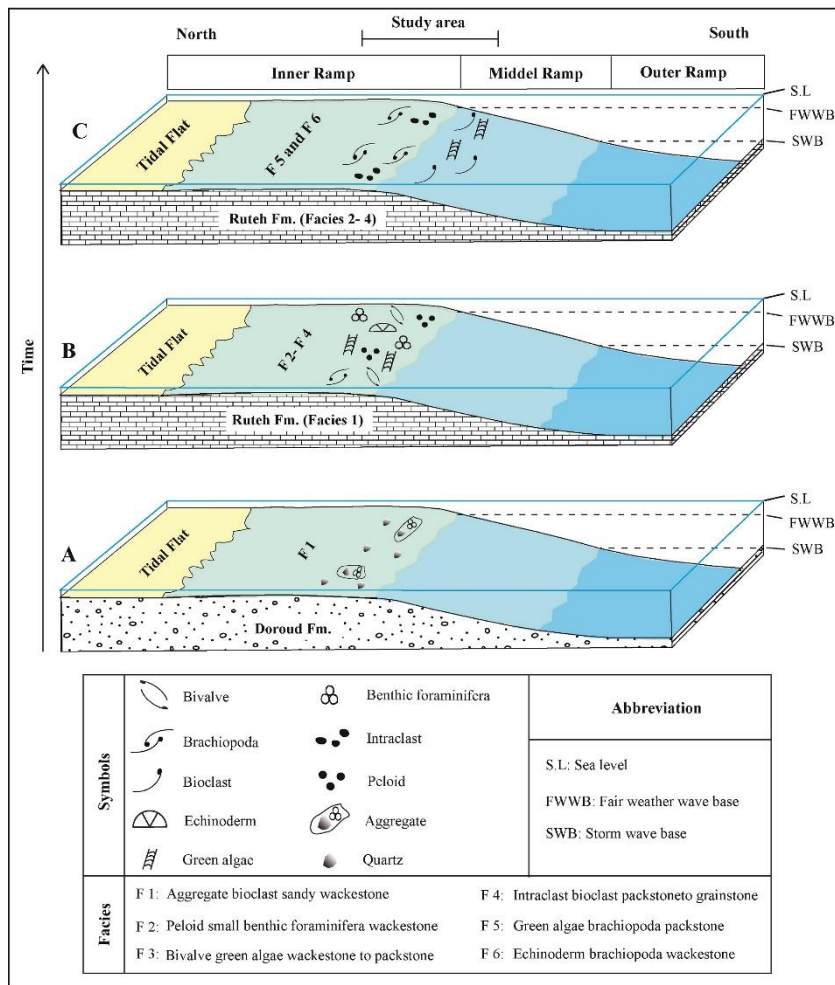 Study area
North
South
Inner Ramp
Middel Ramp
Outer Ramp
Time
C
Tidal Flat
F 5 and F 6
Ruteh Fm. (Facies 2- 4)
S.L
FWWB
SWB
B
Tidal Flat
F2- F4
Ruteh Fm. (Facies 1)
S.L
FWWB
SWB
A
Tidal Flat
F1
Doroud Fm.
S.L
FWWB
SWB
Symbols
Bivalve
Brachiopoda
Bioclast
Echinoderm
Green algae
Benthic foraminifera
Intraclast
Peloid
Aggregate
Quartz
Abbreviation
S.L: Sea level
FWWB: Fair weather wave base
SWB: Storm wave base
Facies
F 1: Aggregate bioclast sandy wackestone
F 2: Peloid small benthic foraminifera wackestone
F 3: Bivalve green algae wackestone to packstone
F 4: Intraclast bioclast packstoneto grainstone
F 5: Green algae brachiopoda packstone
F 6: Echinoderm brachiopoda wackestone